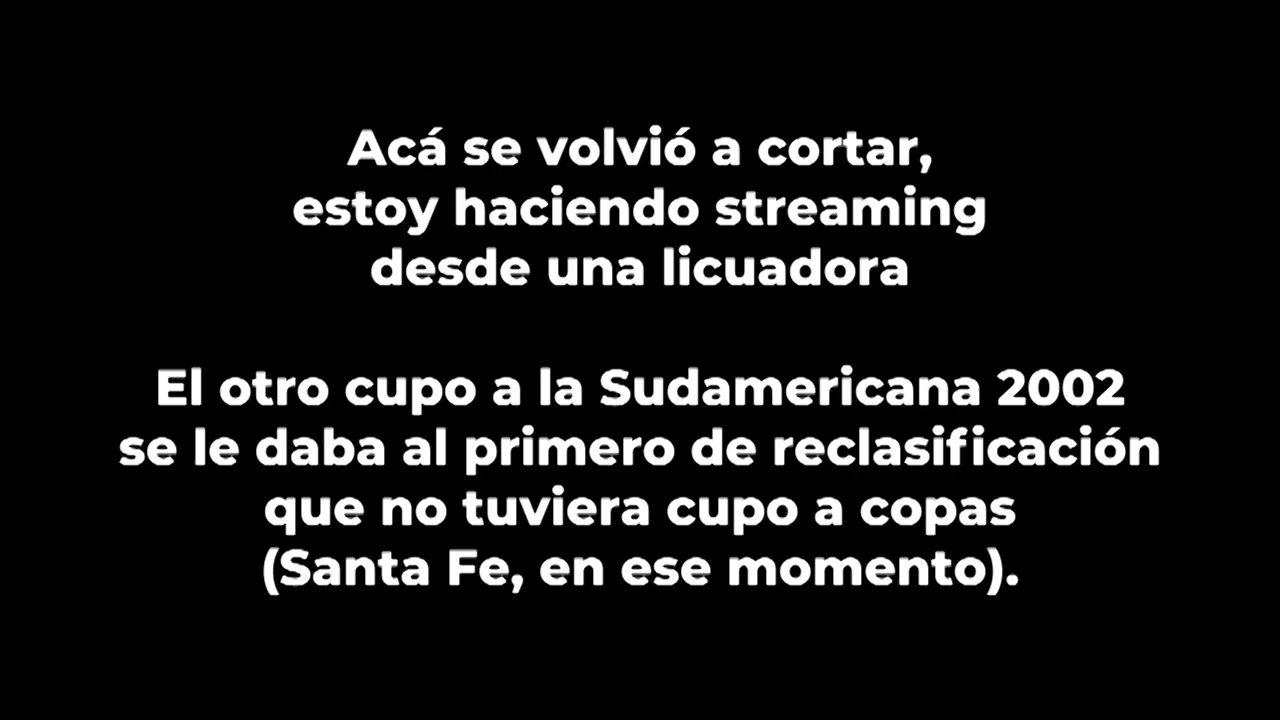 Acá se volvió a cortar,
estoy haciendo streaming
desde una licuadora
El otro cupo a la Sudamericana 2002
se le daba al primero de reclasificación
que no tuviera cupo a copas
(Santa Fe, en ese momento).